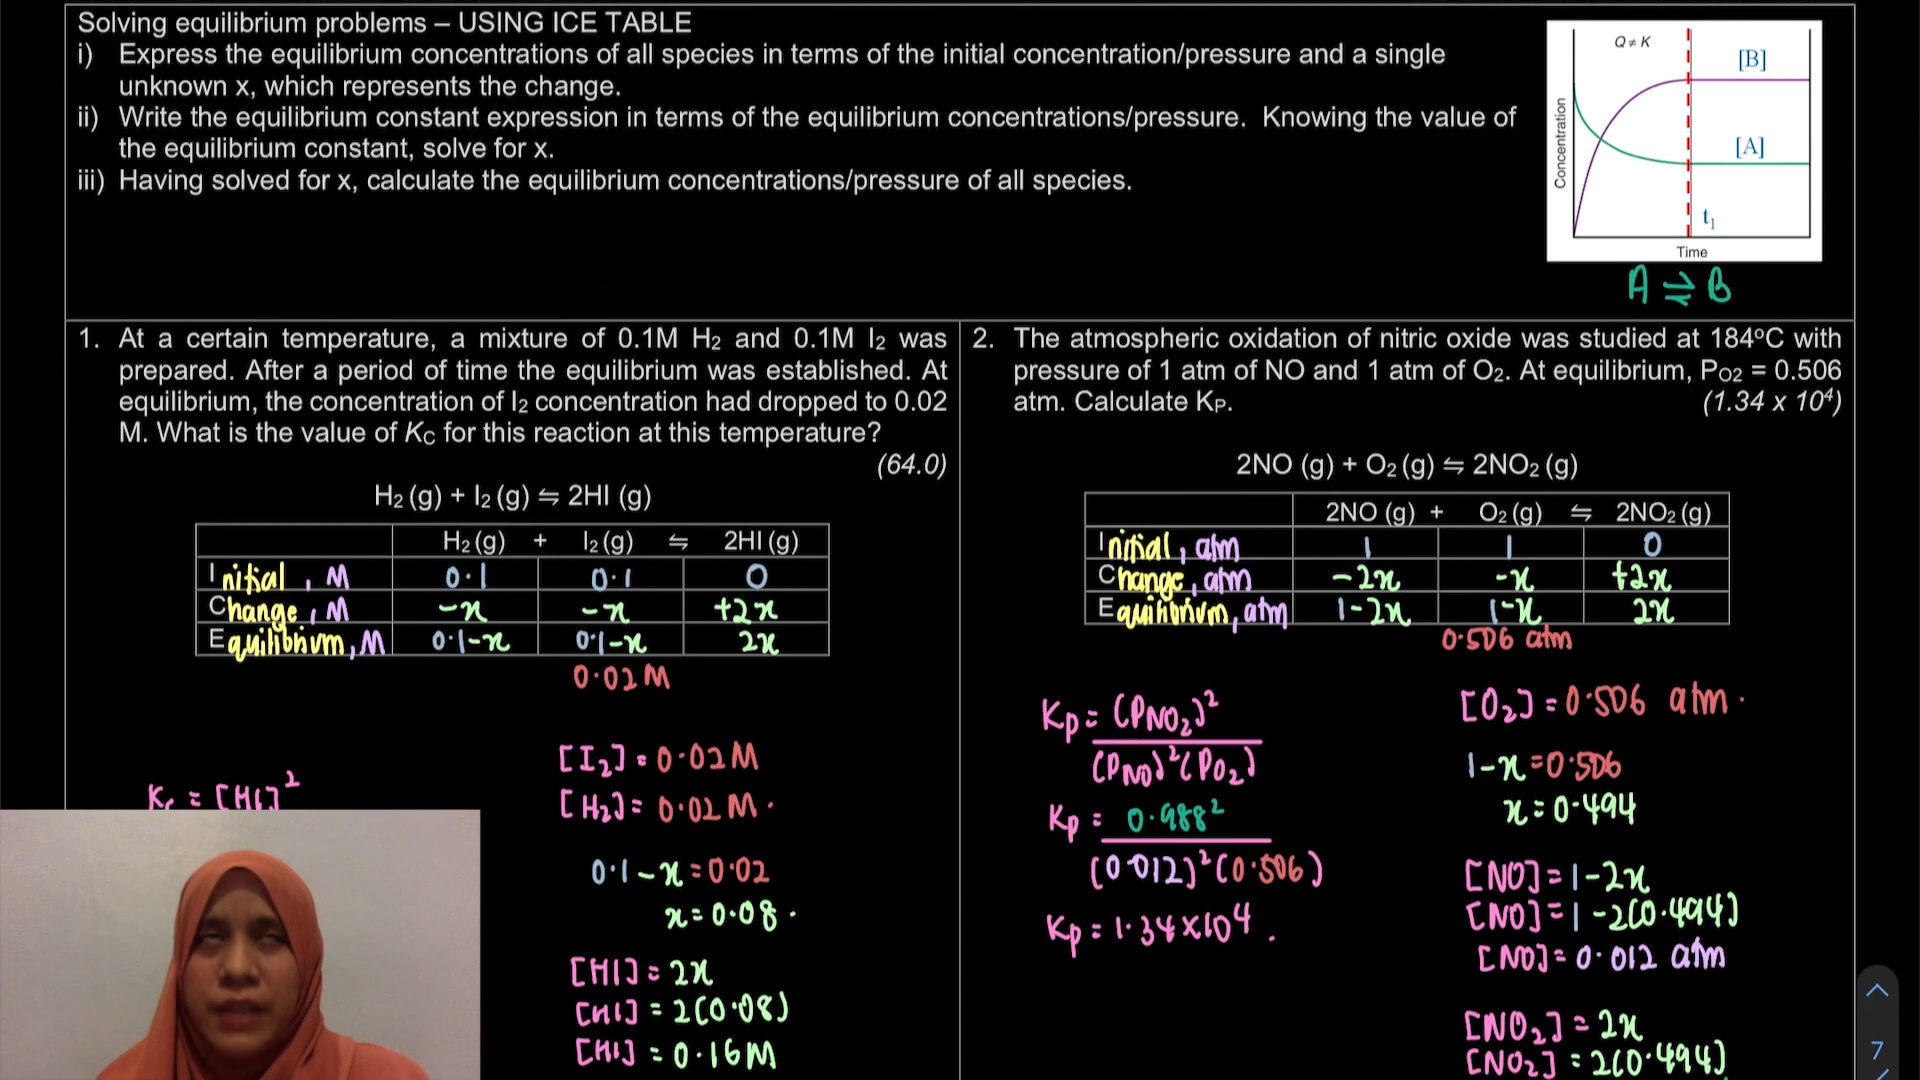 Solving equilibrium problems – USING ICE TABLE
i) Express the equilibrium concentrations of all species in terms of the initial concentration/pressure and a single
unknown x, which represents the change.
ii) Write the equilibrium constant expression in terms of the equilibrium concentrations/pressure. Knowing the value of
the equilibrium constant, solve for x.
iii) Having solved for x, calculate the equilibrium concentrations/pressure of all species.
Q ≠ K
[B]
[A]
t₁
Concentration
Time
A ⇌ B
1. At a certain temperature, a mixture of 0.1M H₂ and 0.1M I₂ was
prepared. After a period of time the equilibrium was established. At
equilibrium, the concentration of I₂ concentration had dropped to 0.02
M. What is the value of Kc for this reaction at this temperature?
(64.0)
H₂ (g) + I₂ (g) ⇋ 2HI (g)
H₂ (g) + I₂ (g) ⇋ 2HI (g)
Initial, M 0.1 0.1 0
Change, M -x -x +2x
Equilibrium, M 0.1-x 0.1-x 2x
0.02 M
Kc = [HI]²
[I₂] = 0.02M
[H₂] = 0.02M.
0.1 - x = 0.02
x = 0.08.
[HI] = 2x
[HI] = 2(0.08)
[HI] = 0.16M
2. The atmospheric oxidation of nitric oxide was studied at 184ºC with
pressure of 1 atm of NO and 1 atm of O₂. At equilibrium, PO2 = 0.506
atm. Calculate KP.
(1.34 x 10⁴)
2NO (g) + O₂ (g) ⇋ 2NO₂ (g)
2NO (g) + O₂ (g) ⇋ 2NO₂ (g)
Initial, atm 1 1 0
Change, atm -2x -x +2x
Equilibrium, atm 1-2x 1-x 2x
0.506 atm
Kp = (PNO₂)²
(PNO)² (PO₂)
Kp = 0.988²
(0.012)² (0.506)
Kp = 1.34 x 10⁴.
[O₂] = 0.506 atm.
1-x = 0.506
x = 0.494
[NO] = 1-2x
[NO] = 1-2(0.494)
[NO] = 0.012 atm
[NO₂] = 2x
[NO₂] = 2(0.494)
7